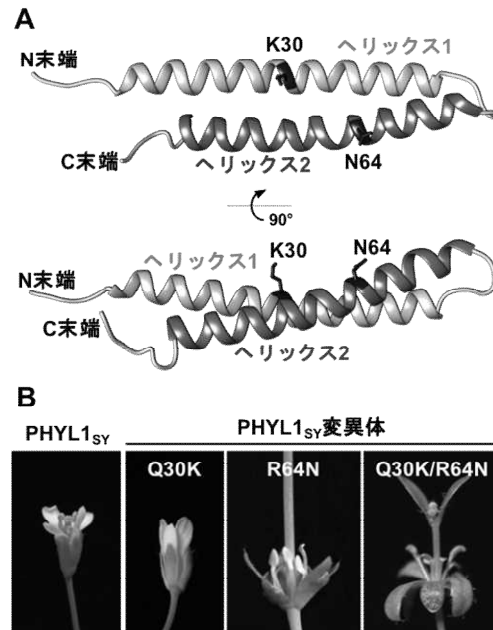 A
K30
ヘリックス1
N末端
C末端
ヘリックス2
N64
90°
K30
N64
ヘリックス1
N末端
C末端
ヘリックス2
B
PHYL1SY
PHYL1SY変異体
Q30K
R64N
Q30K/R64N